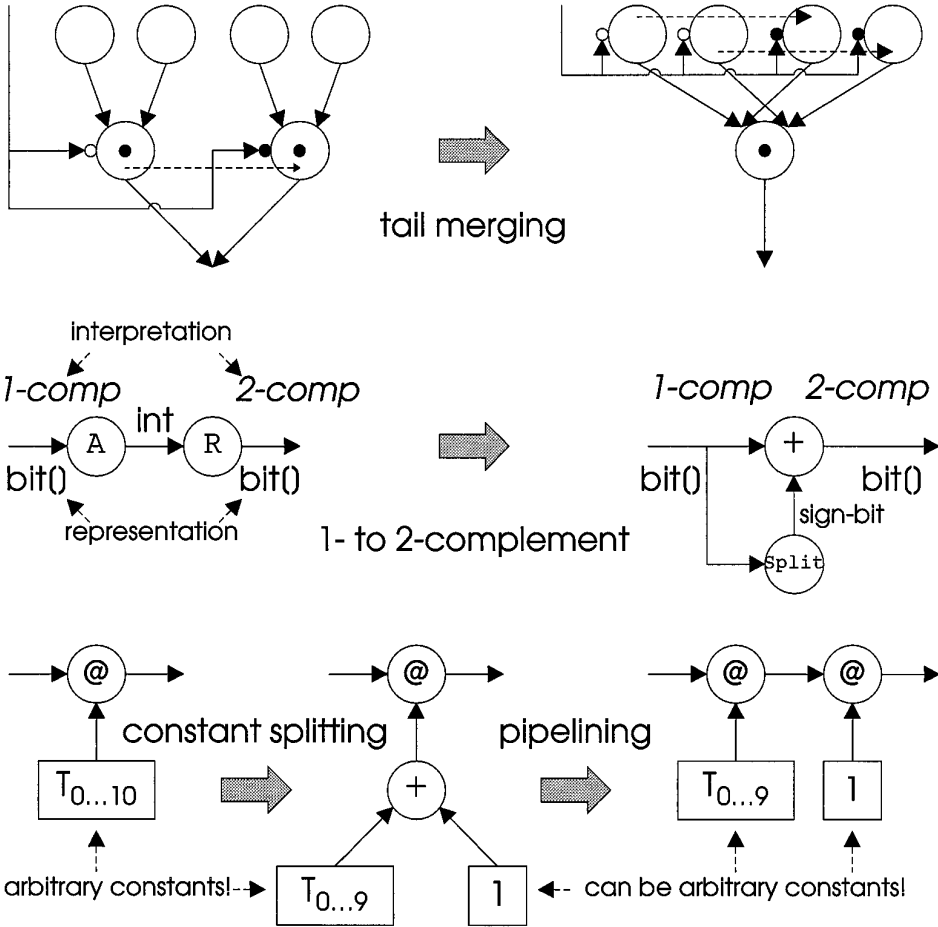 tail merging
interpretation
1-comp 2-comp
A int R
bit() bit()
representation
1- to 2-complement
1-comp 2-comp
+
bit() bit()
sign-bit
Split
@ @ @ @
constant splitting pipelining
T0...10 + T0...9 1
arbitrary constants! T0...9 1 can be arbitrary constants!